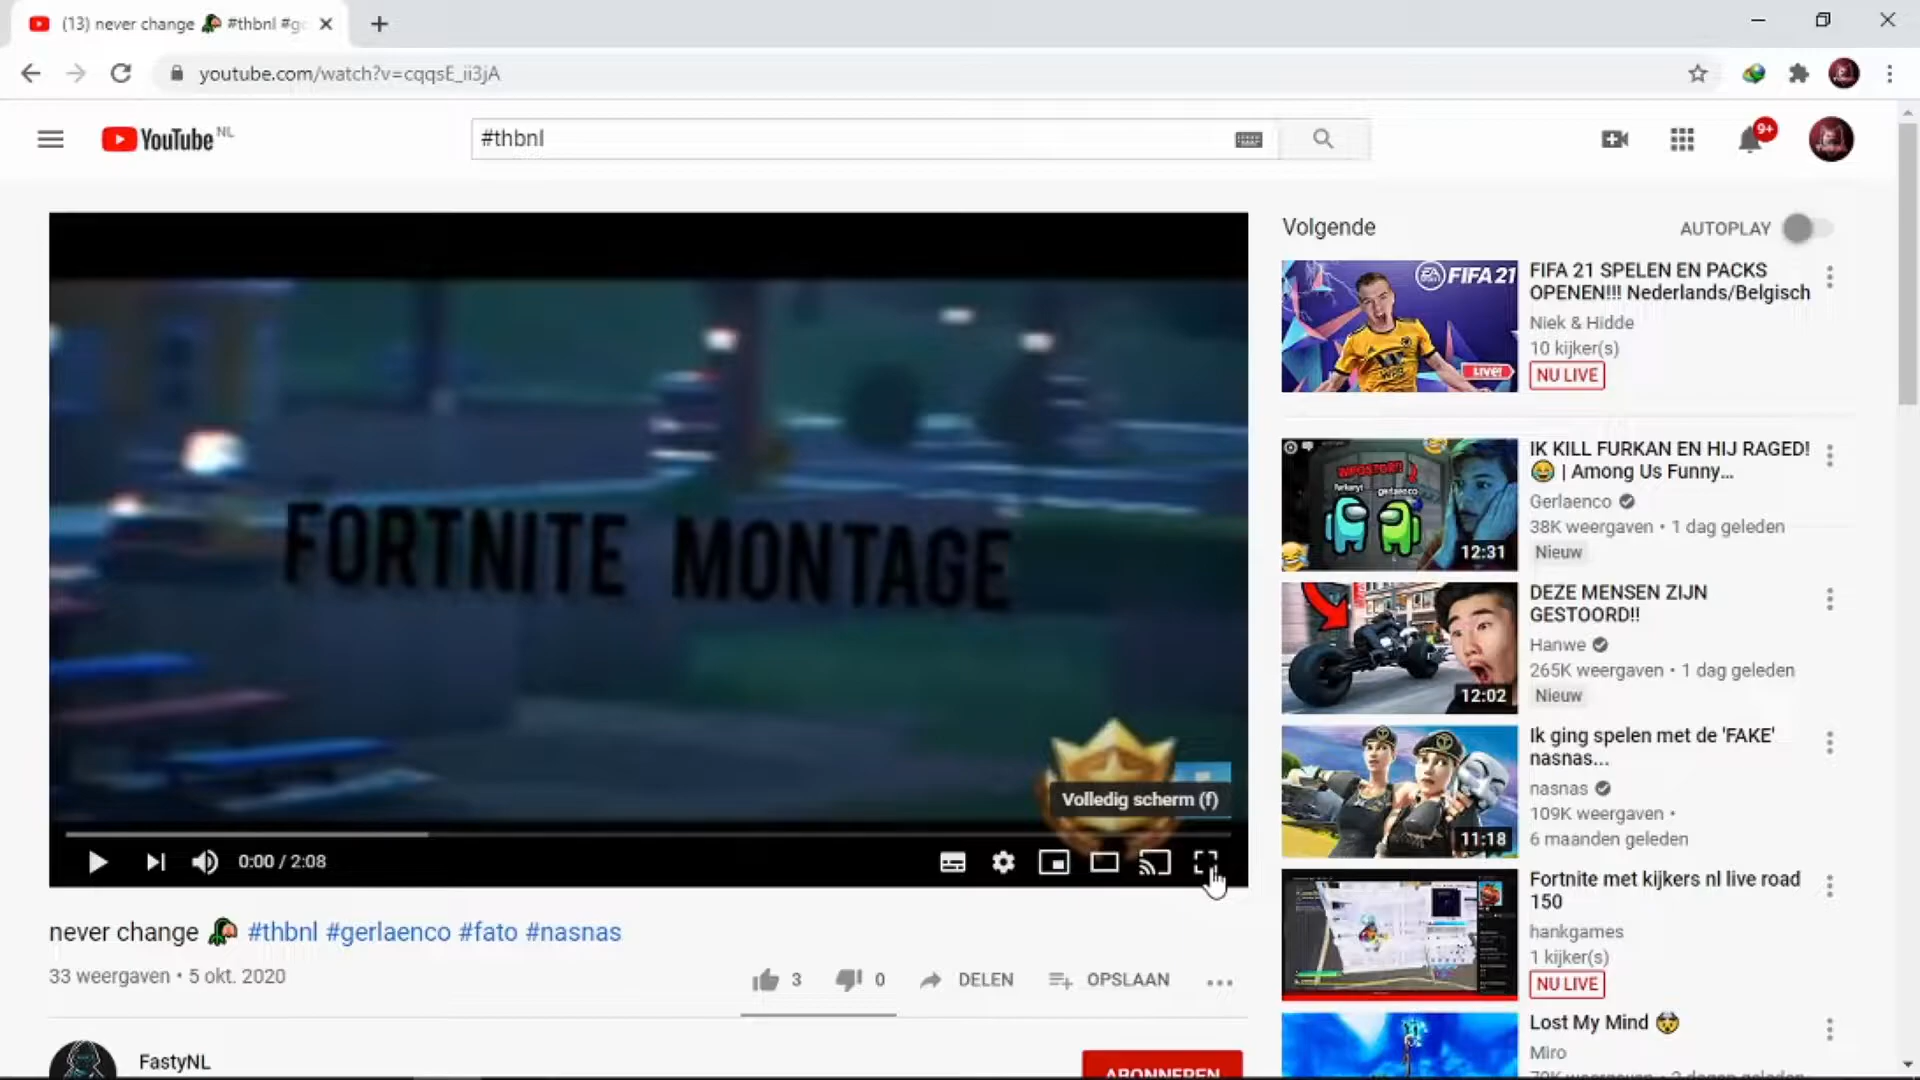 (13) never change #thbnl #g
youtube.com/watch?v=cqqsE_ii3jA
YouTube NL
#thbnl
9+
FORTNITE MONTAGE
Volledig scherm (f)
0:00 / 2:08
never change #thbnl #gerlaenco #fato #nasnas
33 weergaven • 5 okt. 2020
3
0
DELEN
OPSLAAN
FastyNL
ABONNEREN
Volgende
AUTOPLAY
EA SPORTS FIFA 21
LIVE!
FIFA 21 SPELEN EN PACKS
OPENEN!!! Nederlands/Belgisch
Niek & Hidde
10 kijker(s)
NU LIVE
IMPOSTOR!!
gerlaenco
12:31
IK KILL FURKAN EN HIJ RAGED!
| Among Us Funny...
Gerlaenco
38K weergaven • 1 dag geleden
Nieuw
12:02
DEZE MENSEN ZIJN
GESTOORD!!
Hanwe
265K weergaven • 1 dag geleden
Nieuw
11:18
Ik ging spelen met de 'FAKE'
nasnas...
nasnas
109K weergaven •
6 maanden geleden
Fortnite met kijkers nl live road
150
hankgames
1 kijker(s)
NU LIVE
Lost My Mind
Miro